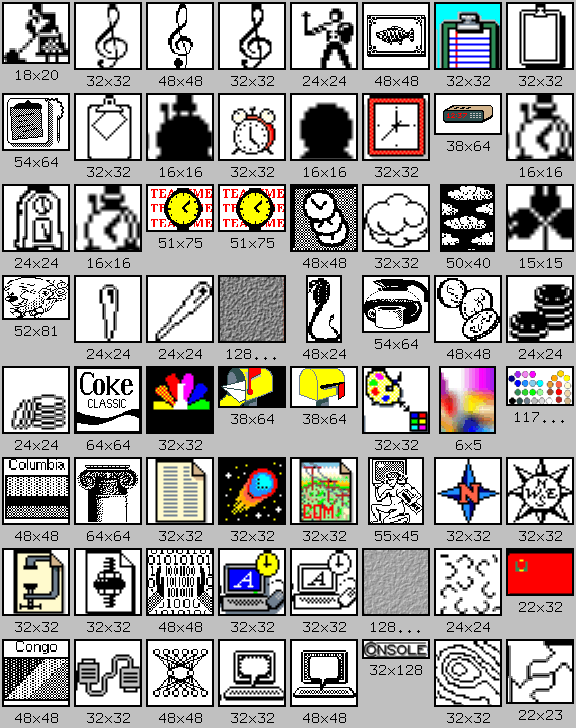 18x20 32x32 48x48 32x32 24x24 48x48 32x32 32x32
54x64 32x32 16x16 32x32 16x16 32x32 38x64 16x16
24x24 16x16 51x75 51x75 48x48 32x32 50x40 15x15
52x81 24x24 24x24 128... 48x24 54x64 48x48 24x24
Coke
CLASSIC
24x24 64x64 32x32 38x64 38x64 32x32 6x5 117...
Columbia
COM!
N W E S
N
48x48 64x64 32x32 32x32 32x32 55x45 32x32 32x32
A A
32x32 32x32 48x48 32x32 32x32 128... 24x24 22x32
Congo
CONSOLE
48x48 32x32 48x48 32x32 48x48 32x128 32x32 22x23